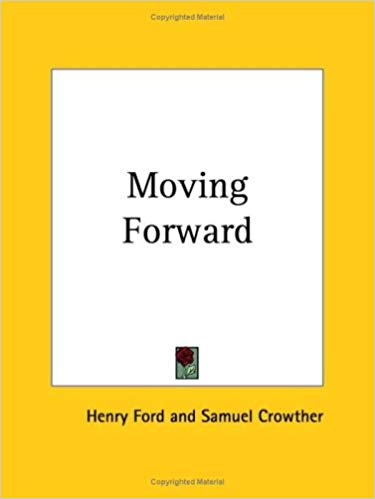 Copyrighted Material
Moving
Forward
Henry Ford and Samuel Crowther
Copyrighted Material